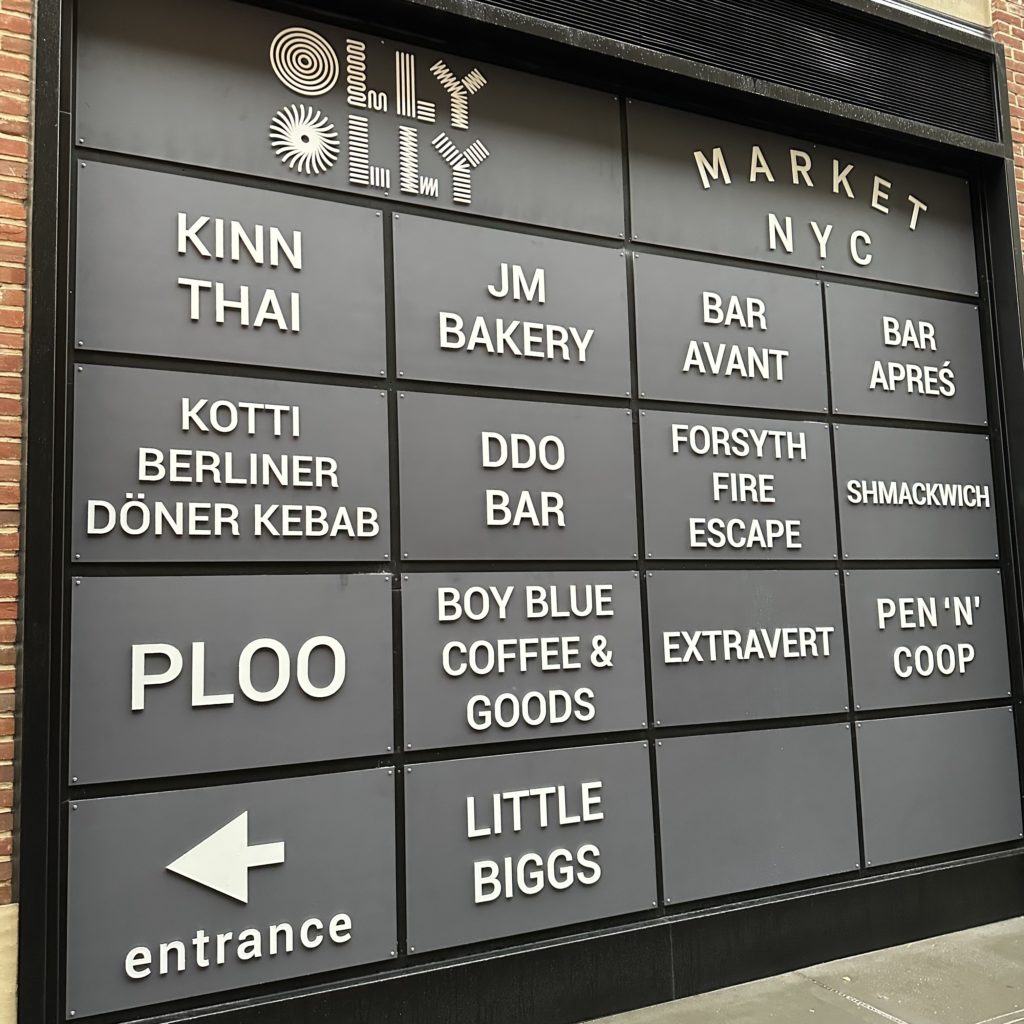 OLLY
OLLY
MARKET
NYC
KINN
THAI
JM
BAKERY
BAR
AVANT
BAR
APREŚ
KOTTI
BERLINER
DÖNER KEBAB
DDO
BAR
FORSYTH
FIRE
ESCAPE
SHMACKWICH
PLOO
BOY BLUE
COFFEE &
GOODS
EXTRAVERT
PEN ‘N’
COOP
entrance
LITTLE
BIGGS